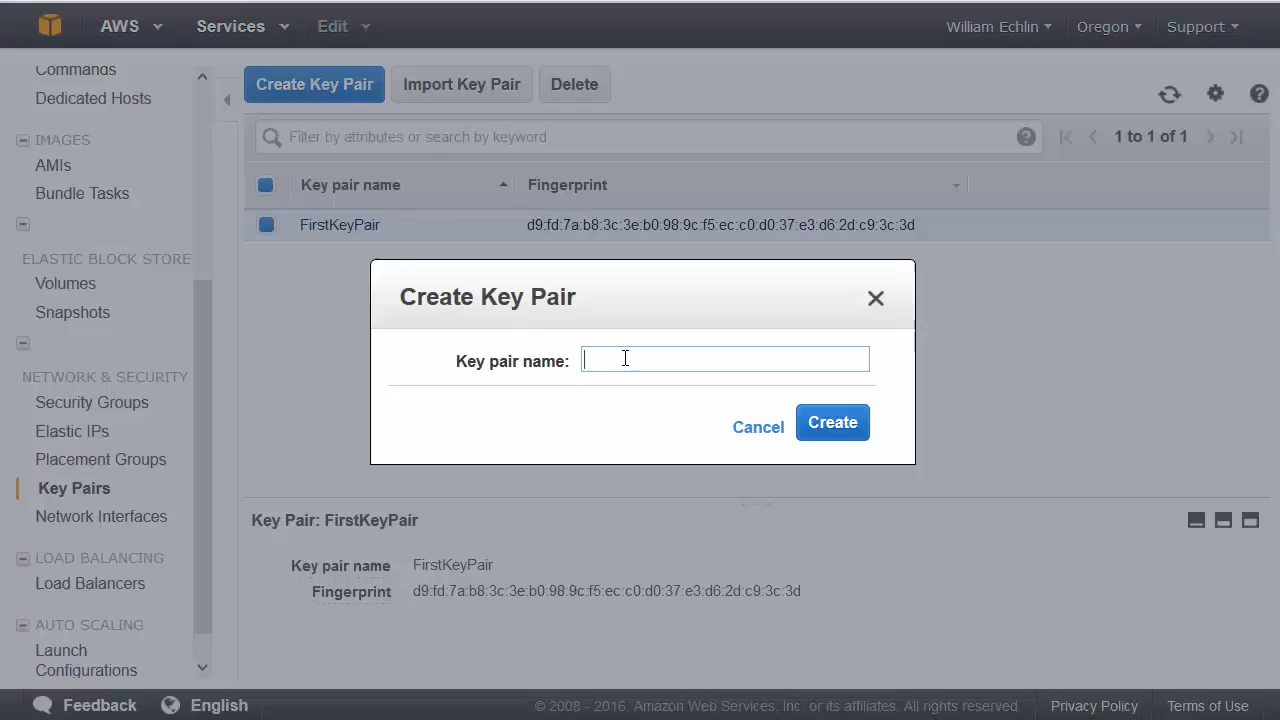 AWS Services Edit William Echlin Oregon Support
Commands
Dedicated Hosts
IMAGES
AMIs
Bundle Tasks
ELASTIC BLOCK STORE
Volumes
Snapshots
NETWORK & SECURITY
Security Groups
Elastic IPs
Placement Groups
Key Pairs
Network Interfaces
LOAD BALANCING
Load Balancers
AUTO SCALING
Launch
Configurations
Create Key Pair Import Key Pair Delete
Filter by attributes or search by keyword 1 to 1 of 1
Key pair name Fingerprint
FirstKeyPair d9:fd:7a:b8:3c:3e:b0:98:9c:f5:ec:c0:d0:37:e3:d6:2d:c9:3c:3d
Create Key Pair
Key pair name:
Cancel Create
Key Pair: FirstKeyPair
Key pair name FirstKeyPair
Fingerprint d9:fd:7a:b8:3c:3e:b0:98:9c:f5:ec:c0:d0:37:e3:d6:2d:c9:3c:3d
Feedback English © 2008 - 2016, Amazon Web Services, Inc. or its affiliates. All rights reserved. Privacy Policy Terms of Use